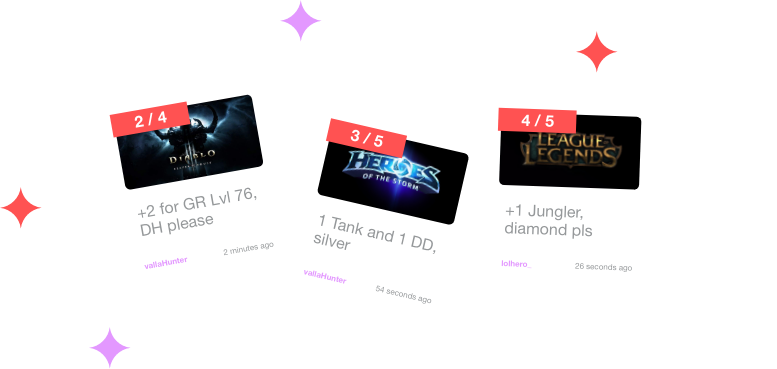 2 / 4
DIABLO
+2 for GR Lvl 76,
DH please
vallaHunter
2 minutes ago
3 / 5
HEROES
OF THE STORM
1 Tank and 1 DD,
silver
vallaHunter
54 seconds ago
4 / 5
LEAGUE
LEGENDS
+1 Jungler,
diamond pls
lolhero_
26 seconds ago